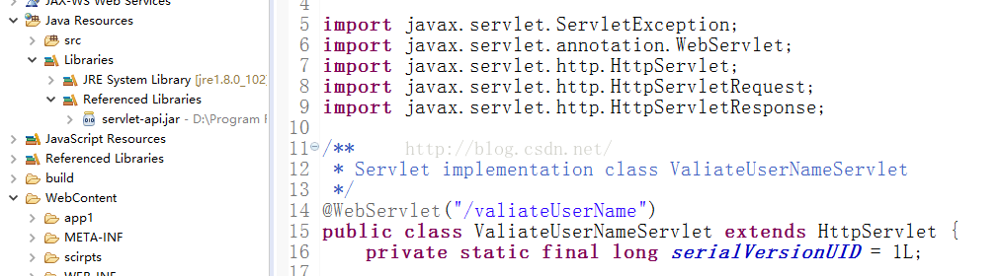 JAX-WS Web Services
Java Resources
src
Libraries
JRE System Library [jre1.8.0_102]
Referenced Libraries
servlet-api.jar - D:\Program F
JavaScript Resources
Referenced Libraries
build
WebContent
app1
META-INF
scirpts
WEB-INF
4
5 import javax.servlet.ServletException;
6 import javax.servlet.annotation.WebServlet;
7 import javax.servlet.http.HttpServlet;
8 import javax.servlet.http.HttpServletRequest;
9 import javax.servlet.http.HttpServletResponse;
10
11 /** http://blog.csdn.net/
12 * Servlet implementation class ValiateUserNameServlet
13 */
14 @WebServlet("/valiateUserName")
15 public class ValiateUserNameServlet extends HttpServlet {
16 private static final long serialVersionUID = 1L;
17